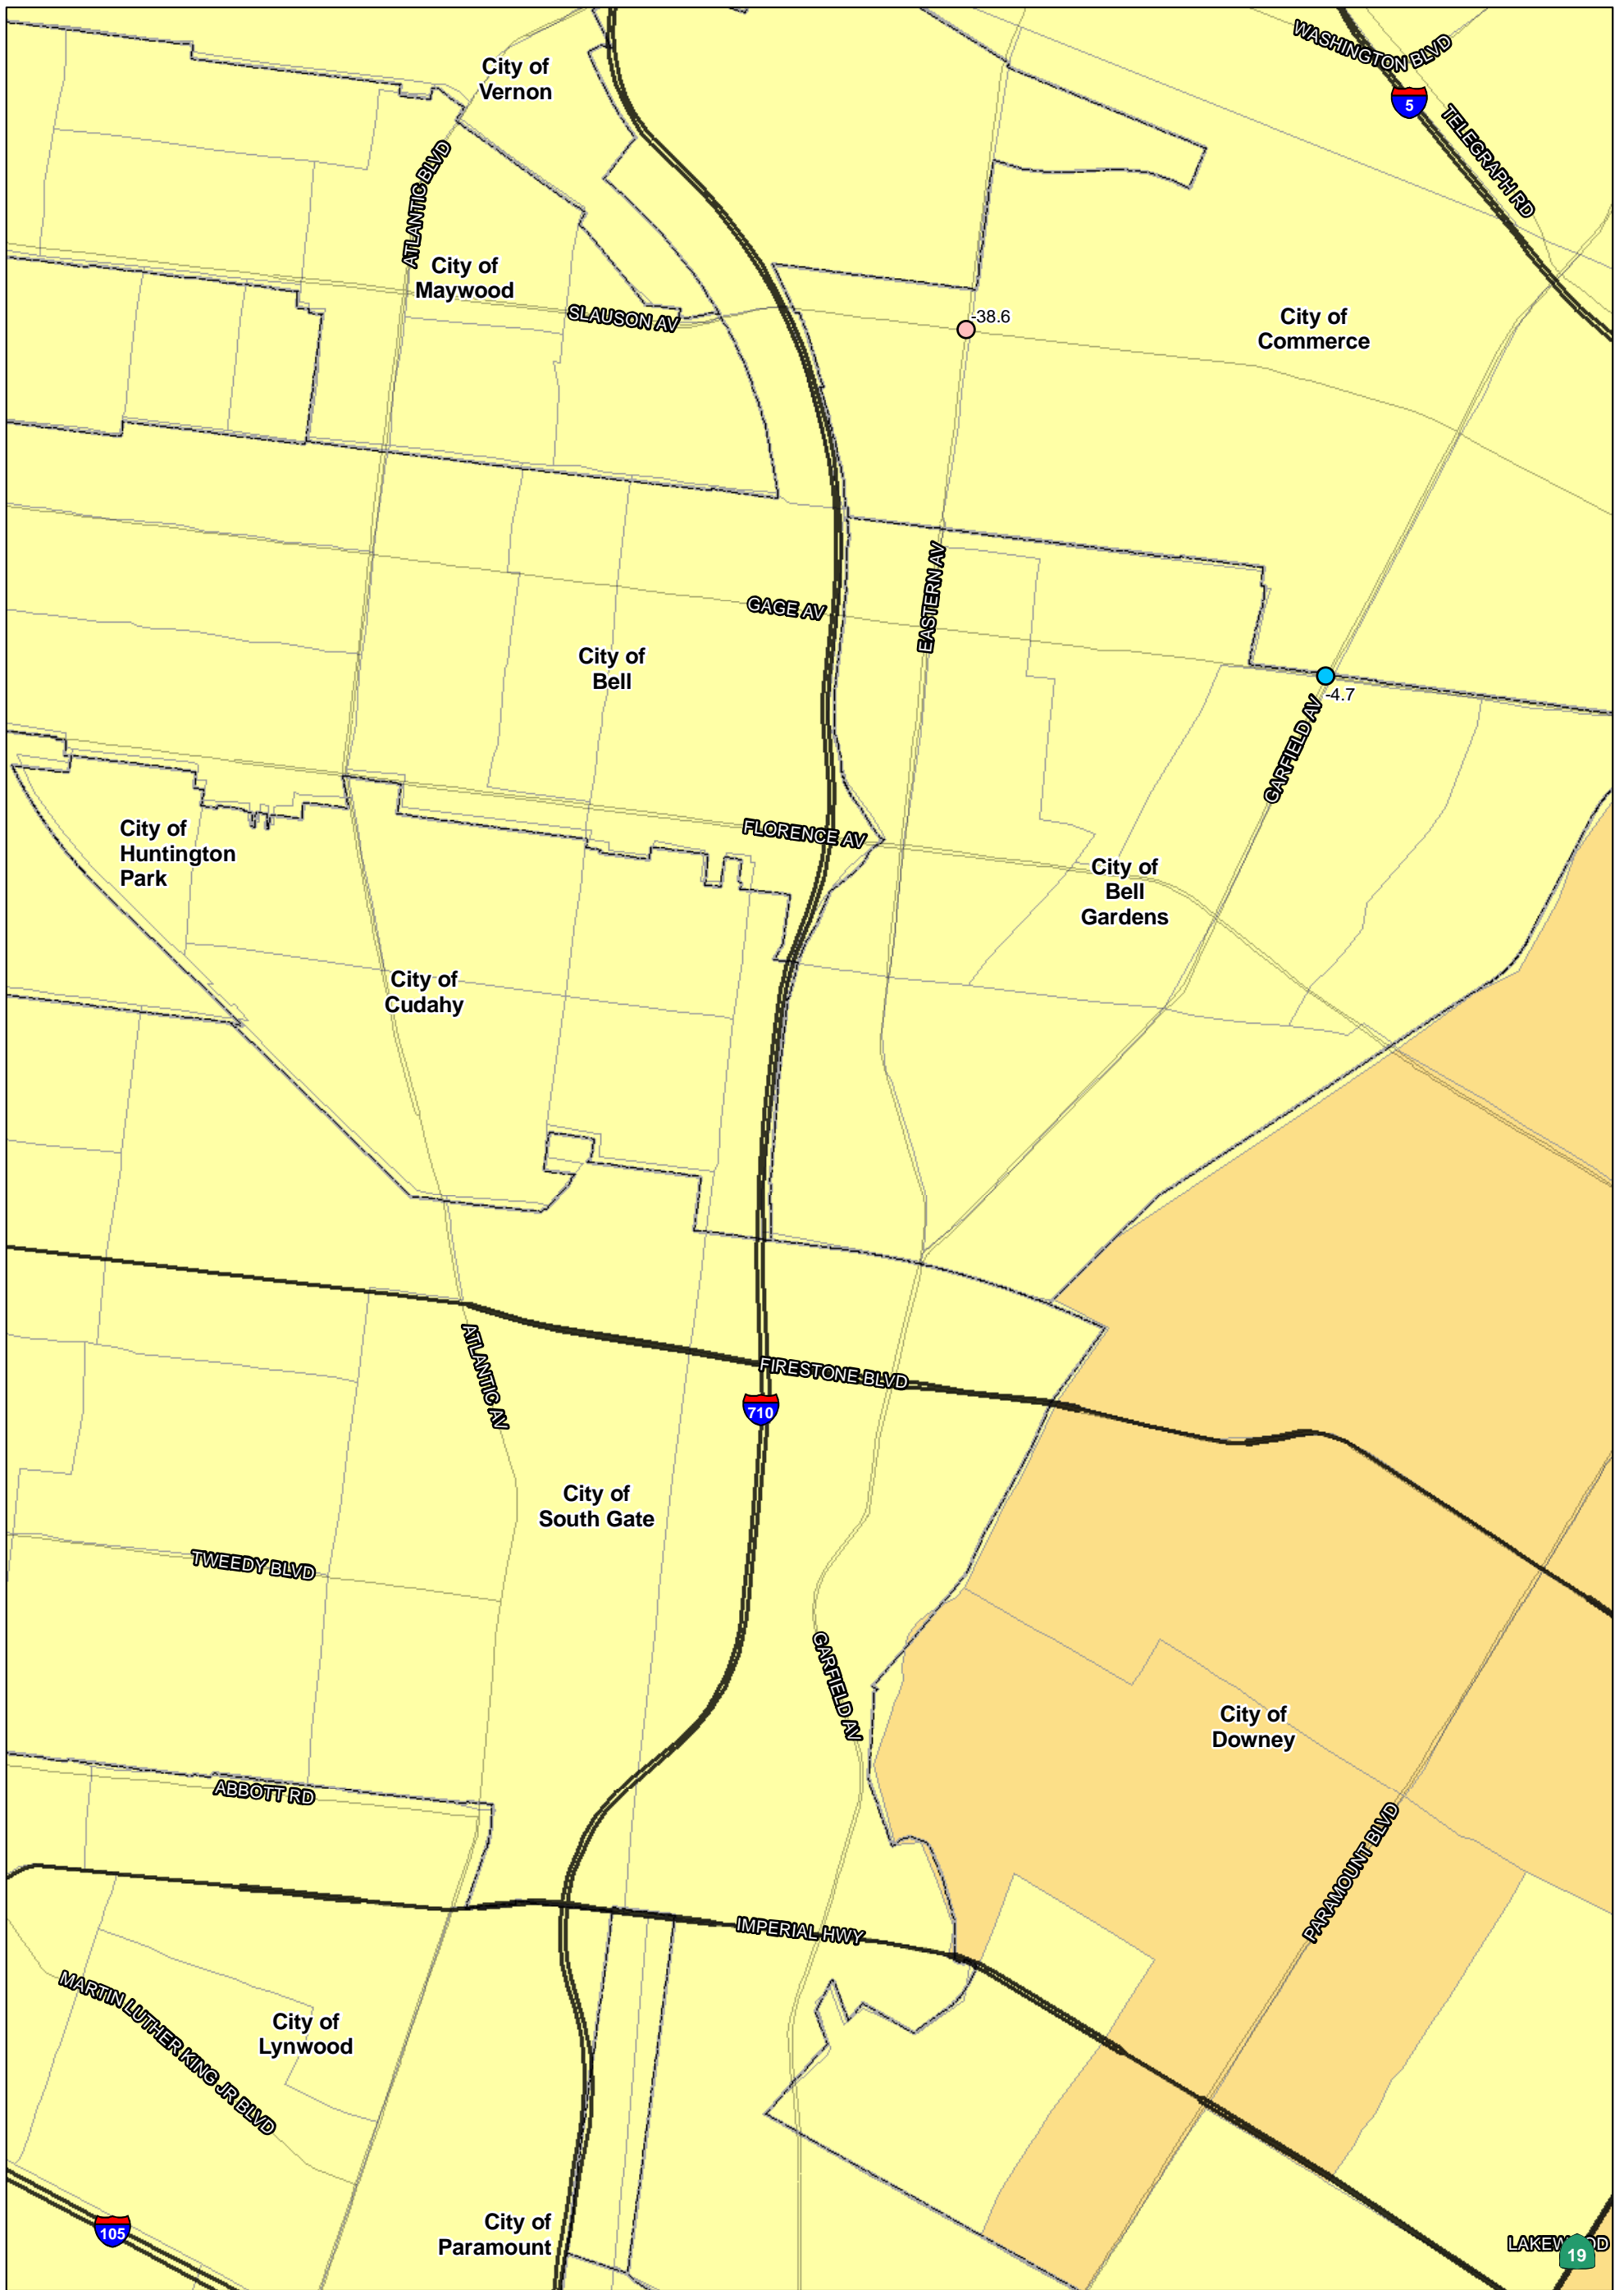 WASHINGTON BLVD
City of
Vernon
5
TELEGRAPH RD
ATLANTIC BLVD
City of
Maywood
SLAUSON AV
-38.6
City of
Commerce
EASTERN AV
GAGE AV
City of
Bell
-4.7
GARFIELD AV
City of
Huntington
Park
FLORENCE AV
City of
Bell
Gardens
City of
Cudahy
ATLANTIC AV
FIRESTONE BLVD
710
City of
South Gate
TWEEDY BLVD
GARFIELD AV
City of
Downey
ABBOTT RD
PARAMOUNT BLVD
IMPERIAL HWY
MARTIN LUTHER KING JR BLVD
City of
Lynwood
105
City of
Paramount
LAKEWOOD
19